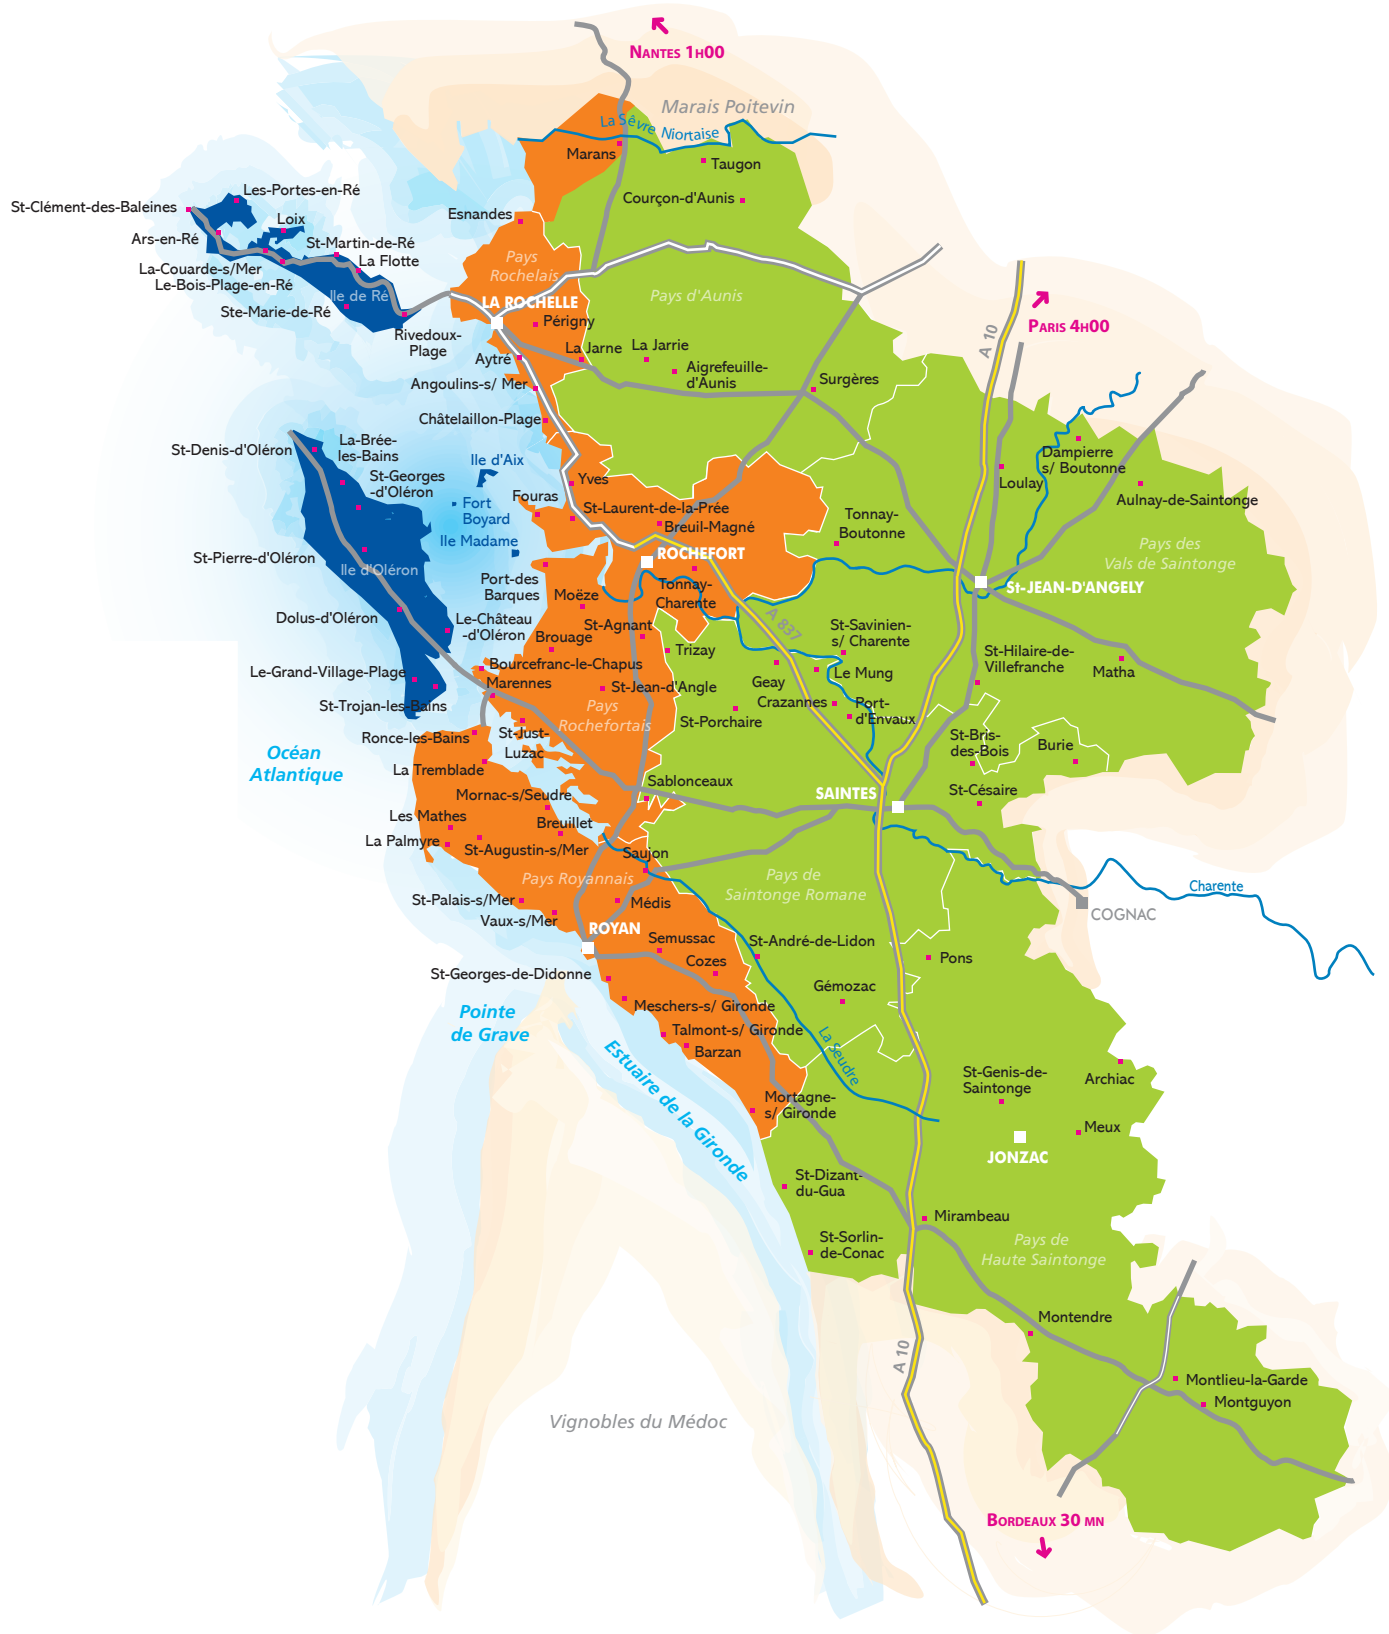 NANTES 1H00
Marais Poitevin
La Sèvre Niortaise
Marans
Taugon
Courçon-d'Aunis
Les-Portes-en-Ré
St-Clément-des-Baleines
Loix
Esnandes
Ars-en-Ré
St-Martin-de-Ré
La Flotte
La-Couarde-s/Mer
Le-Bois-Plage-en-Ré
Ile de Ré
Ste-Marie-de-Ré
Rivedoux-
Plage
Pays
Rochelais
LA ROCHELLE
Pays d'Aunis
Périgny
A 10
PARIS 4H00
La Jarne
La Jarrie
Aytré
Aigrefeuille-
d'Aunis
Surgères
Angoulins-s/ Mer
Châtelaillon-Plage
St-Denis-d'Oléron
La-Brée-
les-Bains
St-Georges
-d'Oléron
Ile d'Aix
Fort
Boyard
Ile Madame
Fouras
Yves
St-Laurent-de-la-Prée
Breuil-Magné
Dampierre
s/ Boutonne
Loulay
Aulnay-de-Saintonge
Tonnay-
Boutonne
Pays des
Vals de Saintonge
St-Pierre-d'Oléron
Ile d'Oléron
ROCHEFORT
St-JEAN-D'ANGELY
Port-des
Barques
Moëze
Tonnay-
Charente
Dolus-d'Oléron
Le-Château
-d'Oléron
St-Agnant
Brouage
Trizay
A 837
St-Savinien-
s/ Charente
St-Hilaire-de-
Villefranche
Le-Grand-Village-Plage
Bourcefranc-le-Chapus
Marennes
St-Jean-d'Angle
Geay
Le Mung
Matha
St-Trojan-les-Bains
Crazannes
Port-
d'Envaux
Pays
Rochefortais
St-Porchaire
Ronce-les-Bains
St-Just-
Luzac
St-Bris-
des-Bois
Burie
Océan
Atlantique
La Tremblade
Sablonceaux
SAINTES
St-Césaire
Mornac-s/Seudre
Les Mathes
Breuillet
La Palmyre
St-Augustin-s/Mer
Saujon
Pays Royannais
Pays de
Saintonge Romane
Charente
COGNAC
St-Palais-s/Mer
Médis
Vaux-s/Mer
ROYAN
Semussac
St-André-de-Lidon
Cozes
Pons
St-Georges-de-Didonne
Gémozac
Meschers-s/ Gironde
Pointe
de Grave
Talmont-s/ Gironde
Barzan
La Seudre
Estuaire de la Gironde
St-Genis-de-
Saintonge
Archiac
Mortagne-
s/ Gironde
Meux
JONZAC
St-Dizant-
du-Gua
Mirambeau
St-Sorlin-
de-Conac
Pays de
Haute Saintonge
Montendre
A 10
Montlieu-la-Garde
Montguyon
Vignobles du Médoc
BORDEAUX 30 MN